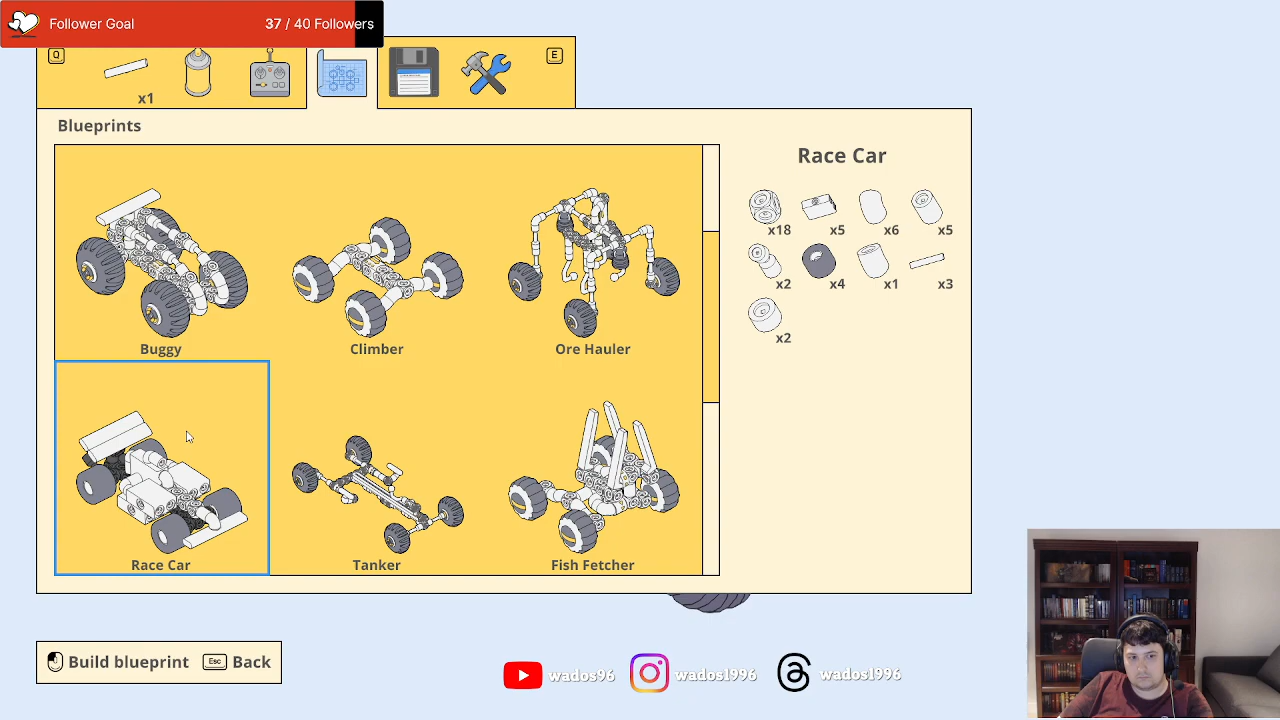 Follower Goal 37 / 40 Followers
Q E
x1
Blueprints
Race Car
x18 x5 x6 x5
x2 x4 x1 x3
x2
Buggy Climber Ore Hauler
Race Car Tanker Fish Fetcher
Build blueprint Esc Back
wados96 wados1996 wados1996